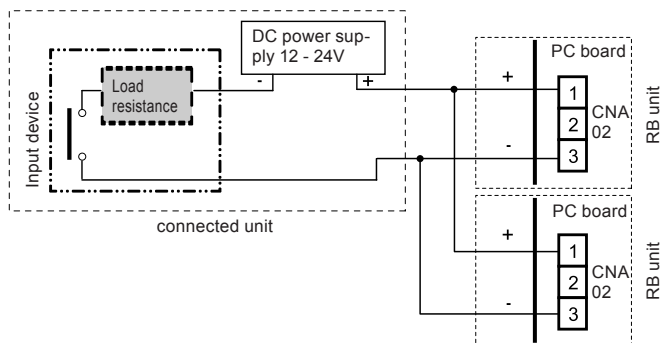 DC power sup-
ply 12 - 24V
- +
Load
resistance
Input device
connected unit
PC board
+
1
2
3
-
CNA
02
RB unit
PC board
+
1
2
3
-
CNA
02
RB unit